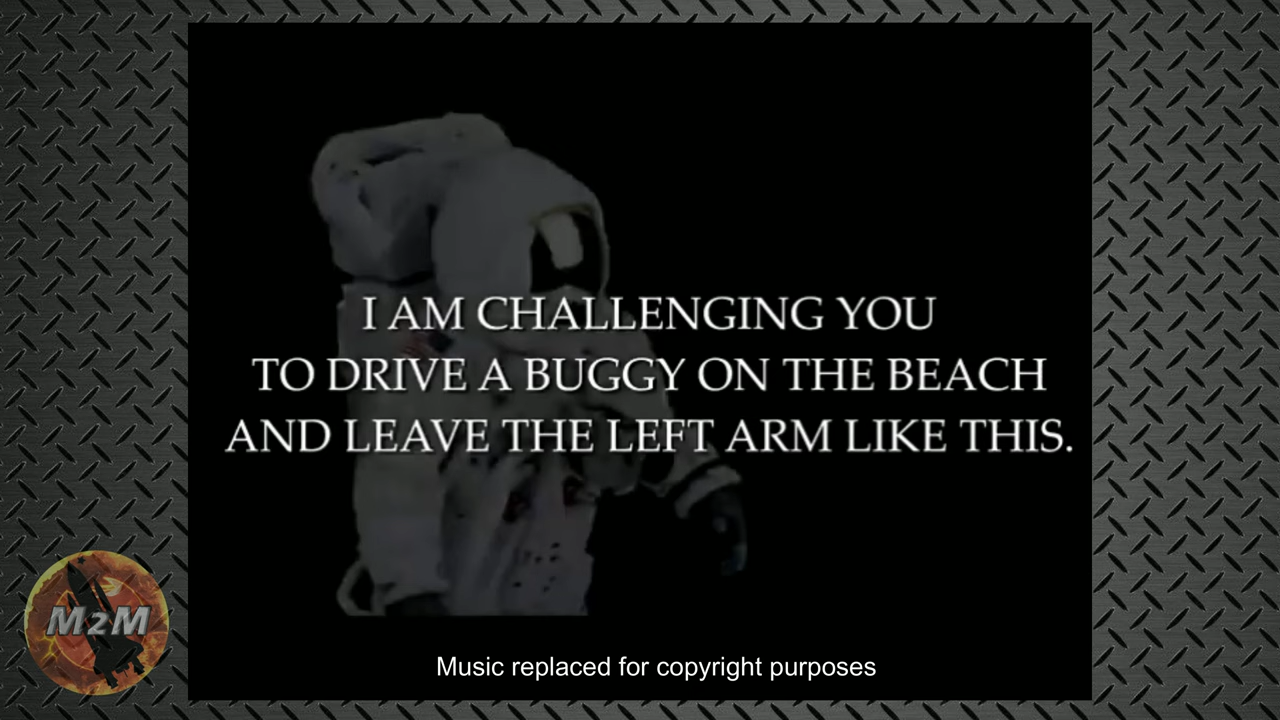 I AM CHALLENGING YOU
TO DRIVE A BUGGY ON THE BEACH
AND LEAVE THE LEFT ARM LIKE THIS.
M2M
Music replaced for copyright purposes